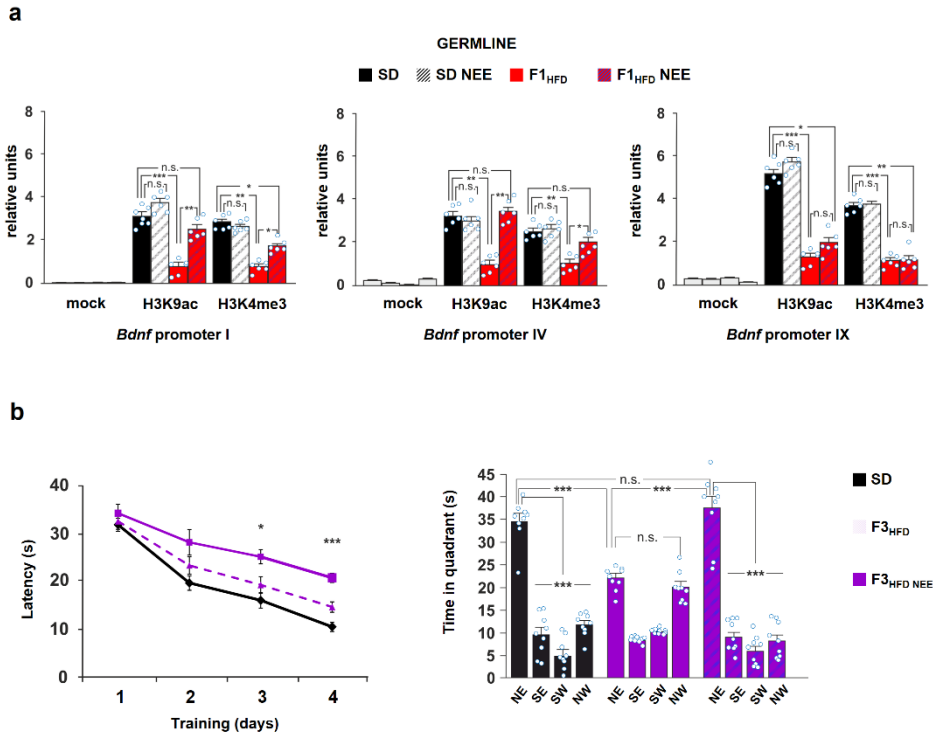 a
GERMLINE
SD SD NEE F1HFD F1HFD NEE
relative units
8
6
4
2
0
n.s.
***
n.s.
**
*
**
n.s.
*
mock H3K9ac H3K4me3
Bdnf promoter I
relative units
8
6
4
2
0
n.s.
**
n.s.
**
n.s.
**
n.s.
*
mock H3K9ac H3K4me3
Bdnf promoter IV
relative units
8
6
4
2
0
*
***
n.s.
n.s.
**
***
n.s.
mock H3K9ac H3K4me3
Bdnf promoter IX
b
Latency (s)
40
30
20
10
0
*
***
1 2 3 4
Training (days)
Time in quadrant (s)
45
40
35
30
25
20
15
10
5
5
n.s.
***
***
n.s.
***
***
NE SE SW NW NE SE SW NW NE SE SW NW
SD
F3HFD
F3HFD NEE